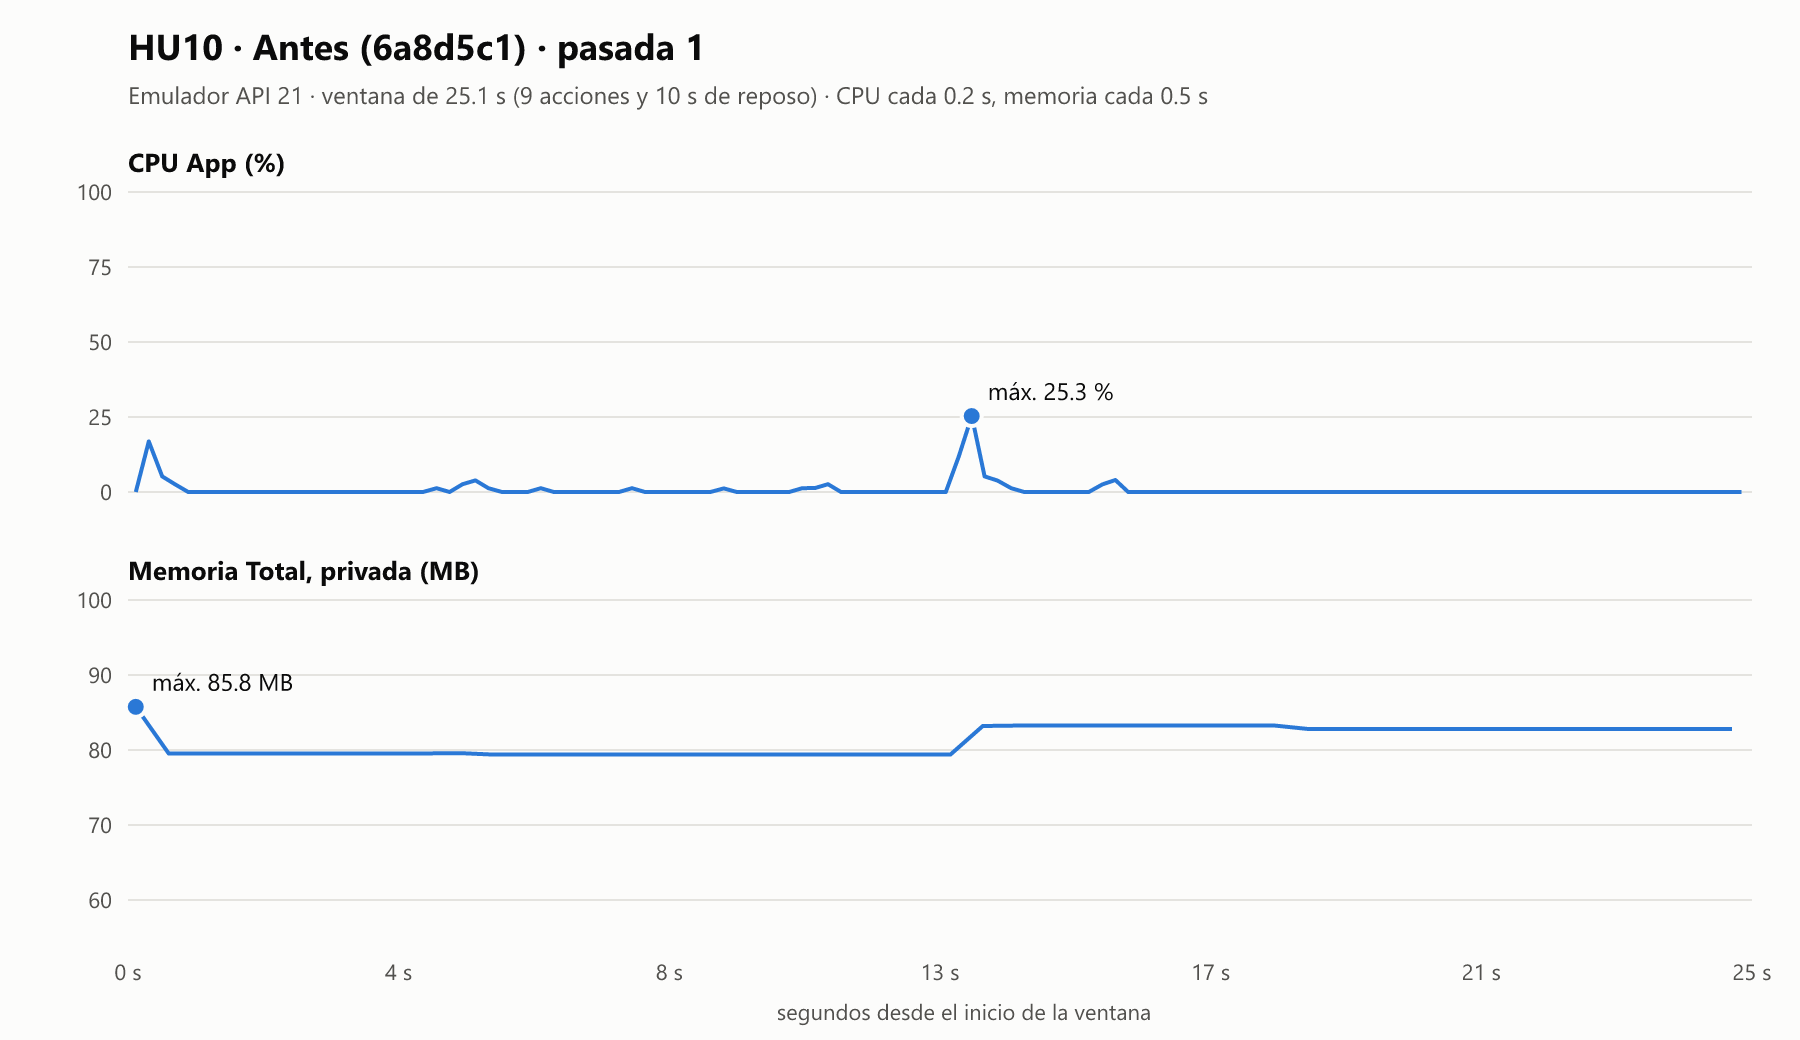 HU10 · Antes (6a8d5c1) · pasada 1
Emulador API 21 · ventana de 25.1 s (9 acciones y 10 s de reposo) · CPU cada 0.2 s, memoria cada 0.5 s
CPU App (%)
100
75
50
máx. 25.3 %
25
0
Memoria Total, privada (MB)
100
90
máx. 85.8 MB
80
70
60
0 s 4 s 8 s 13 s 17 s 21 s 25 s
segundos desde el inicio de la ventana